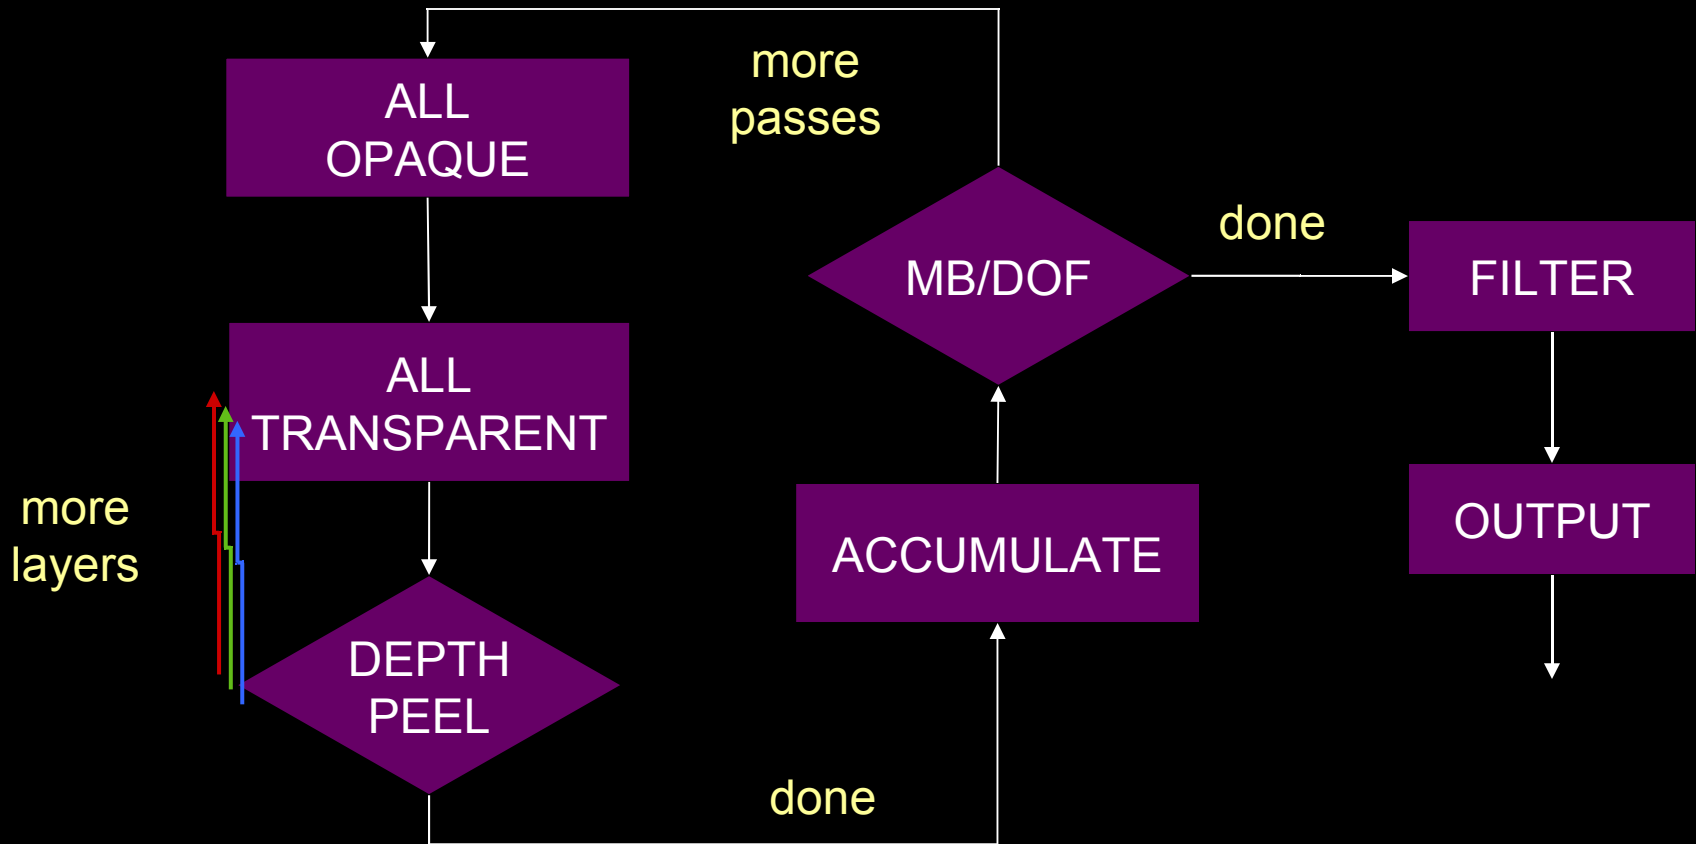 ALL
OPAQUE
ALL
TRANSPARENT
more
layers
DEPTH
PEEL
done
ACCUMULATE
MB/DOF
more
passes
done
FILTER
OUTPUT